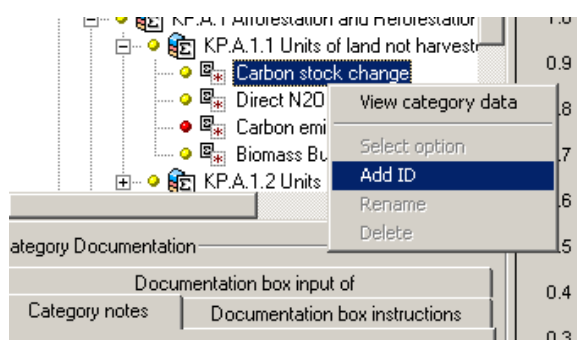 KP.A.1 Afforestation and Reforestation
1.0
KP.A.1.1 Units of land not harveste
0.9
Carbon stock change
Direct N2O
View category data
.8
Carbon emi
Select option
.7
Biomass Bu
Add ID
KP.A.1.2 Units
Rename
.6
Delete
ategory Documentation
.5
Documentation box input of
0.4
Category notes
Documentation box instructions
0.3